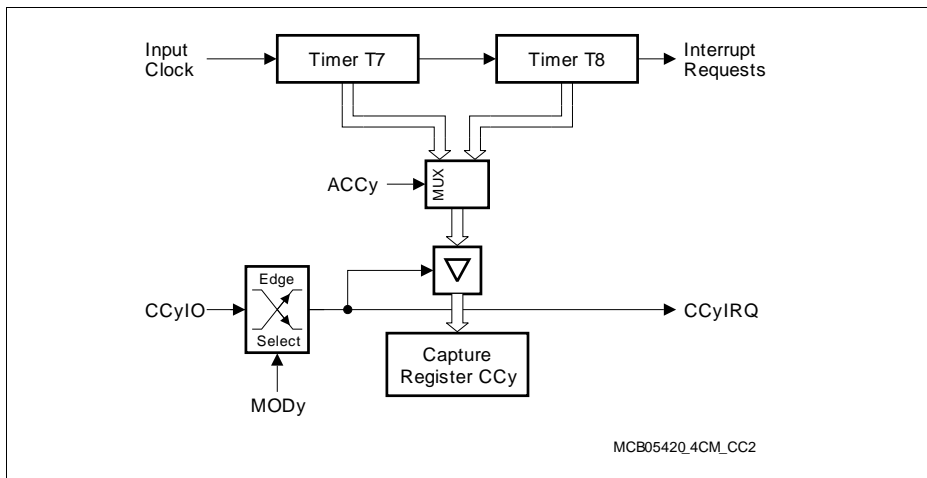 Input
Clock
Timer T7
Timer T8
Interrupt
Requests
ACCy
MUX
CCyIO
Edge
Select
CCyIRQ
Capture
Register CCy
MODy
MCB05420_4CM_CC2